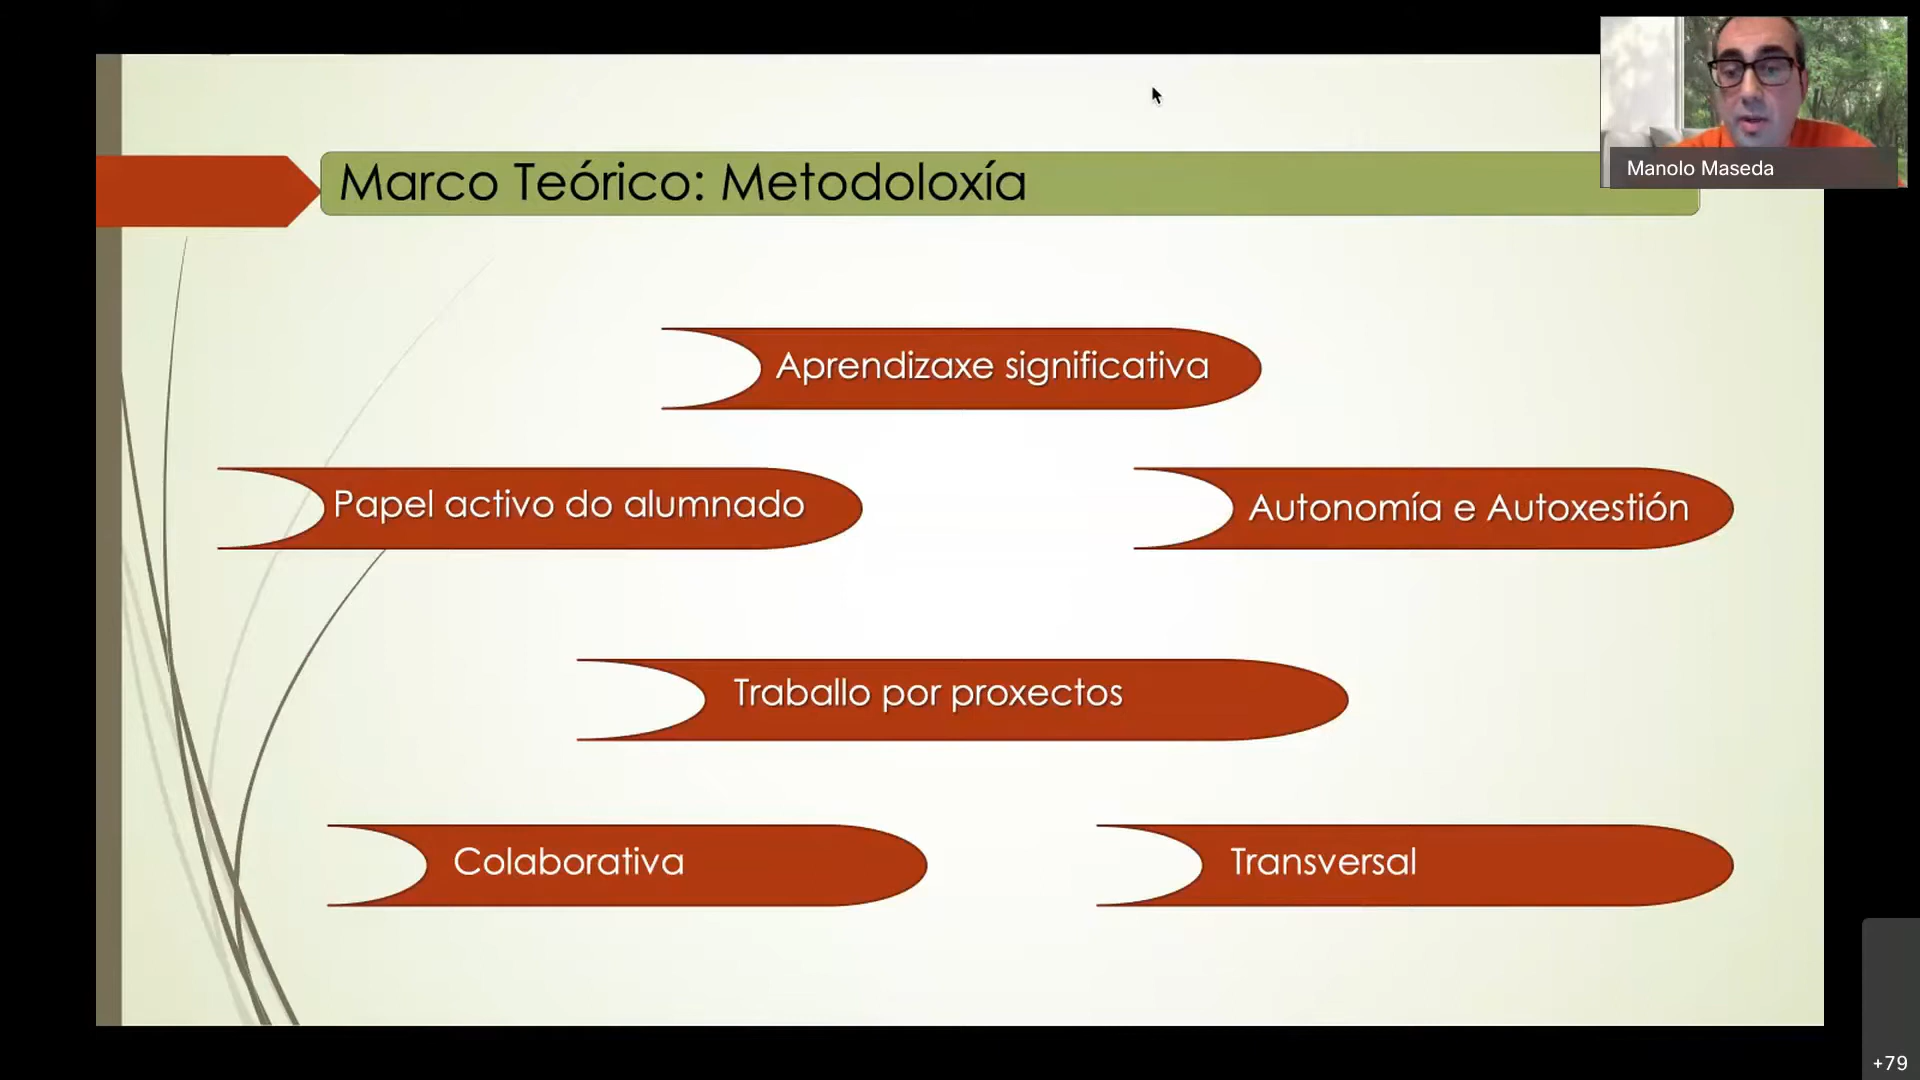 Manolo Maseda
Marco Teórico: Metodoloxía
Aprendizaxe significativa
Papel activo do alumnado
Autonomía e Autoxestión
Traballo por proxectos
Colaborativa
Transversal
+79